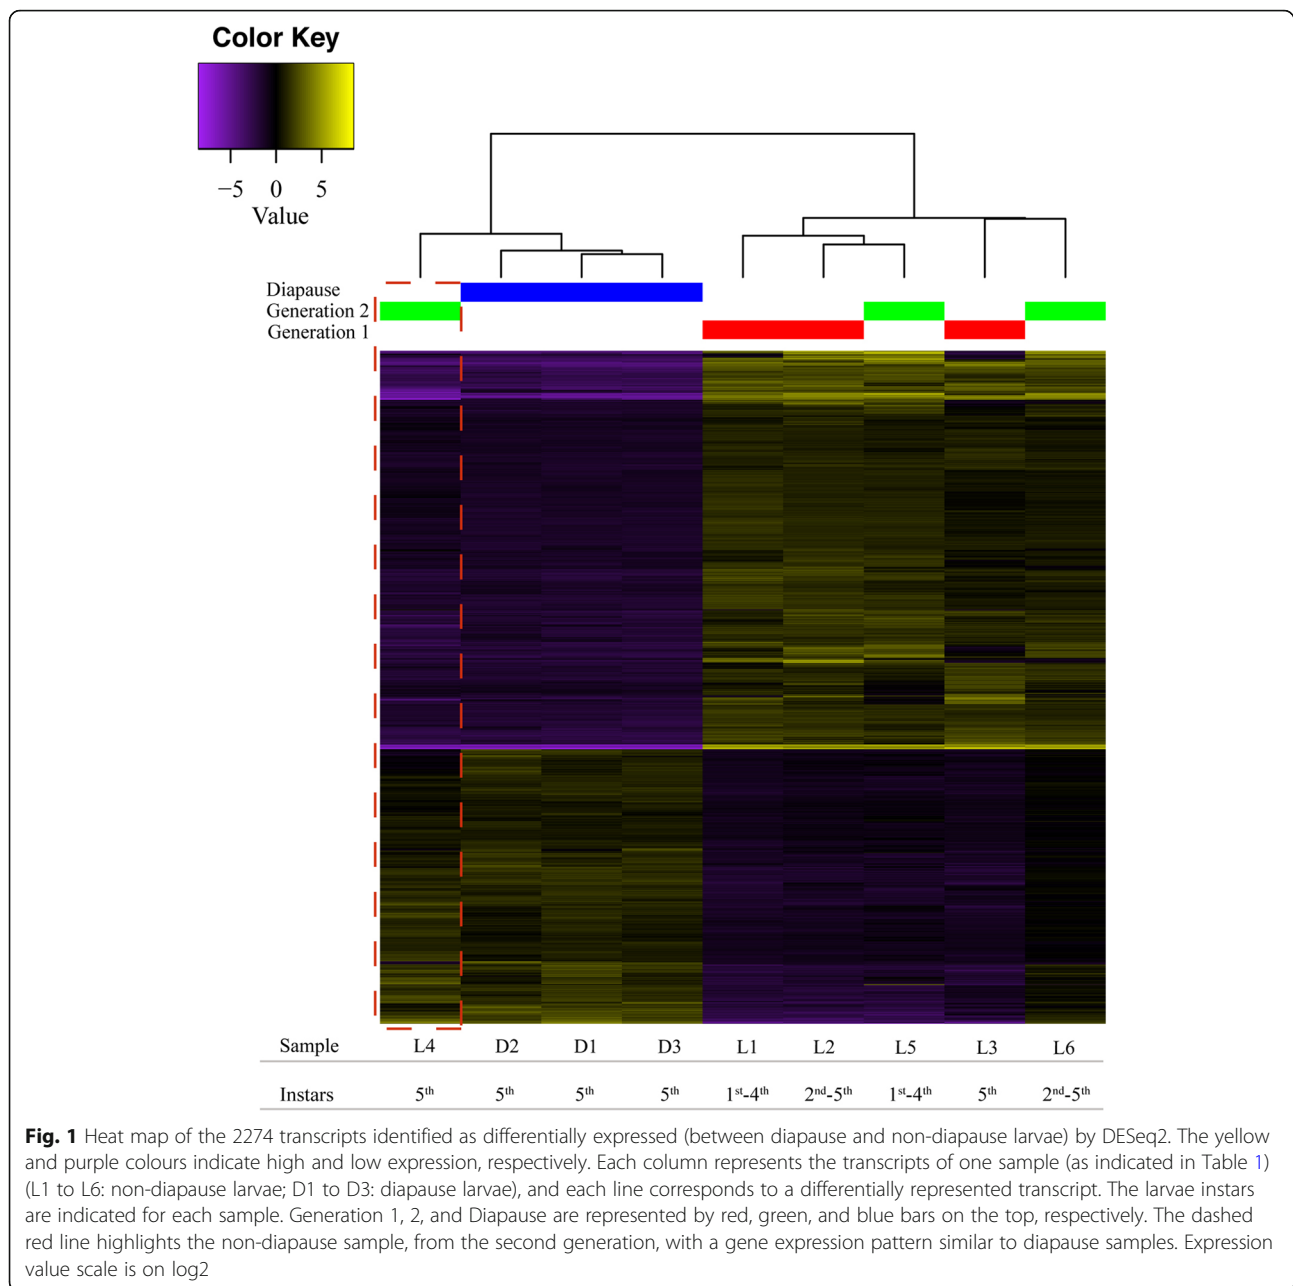 Color Key
−5 0 5
Value
Diapause
Generation 2
Generation 1
Sample L4 D2 D1 D3 L1 L2 L5 L3 L6
Instars 5th 5th 5th 5th 1st-4th 2nd-5th 1st-4th 5th 2nd-5th
Fig. 1 Heat map of the 2274 transcripts identified as differentially expressed (between diapause and non-diapause larvae) by DESeq2. The yellow
and purple colours indicate high and low expression, respectively. Each column represents the transcripts of one sample (as indicated in Table 1)
(L1 to L6: non-diapause larvae; D1 to D3: diapause larvae), and each line corresponds to a differentially represented transcript. The larvae instars
are indicated for each sample. Generation 1, 2, and Diapause are represented by red, green, and blue bars on the top, respectively. The dashed
red line highlights the non-diapause sample, from the second generation, with a gene expression pattern similar to diapause samples. Expression
value scale is on log2